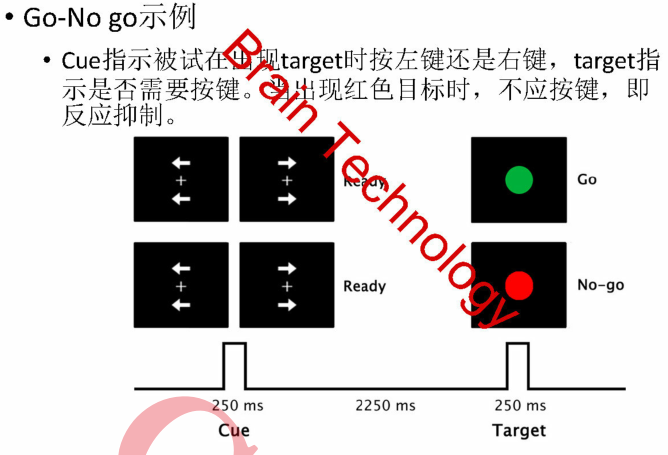 • Go-No go示例
• Cue指示被试在出现target时按左键还是右键，target指
示是否需要按键。当出现红色目标时，不应按键，即
反应抑制。
Brain Technology
Ready
Go
Ready
No-go
250 ms 2250 ms 250 ms
Cue Target